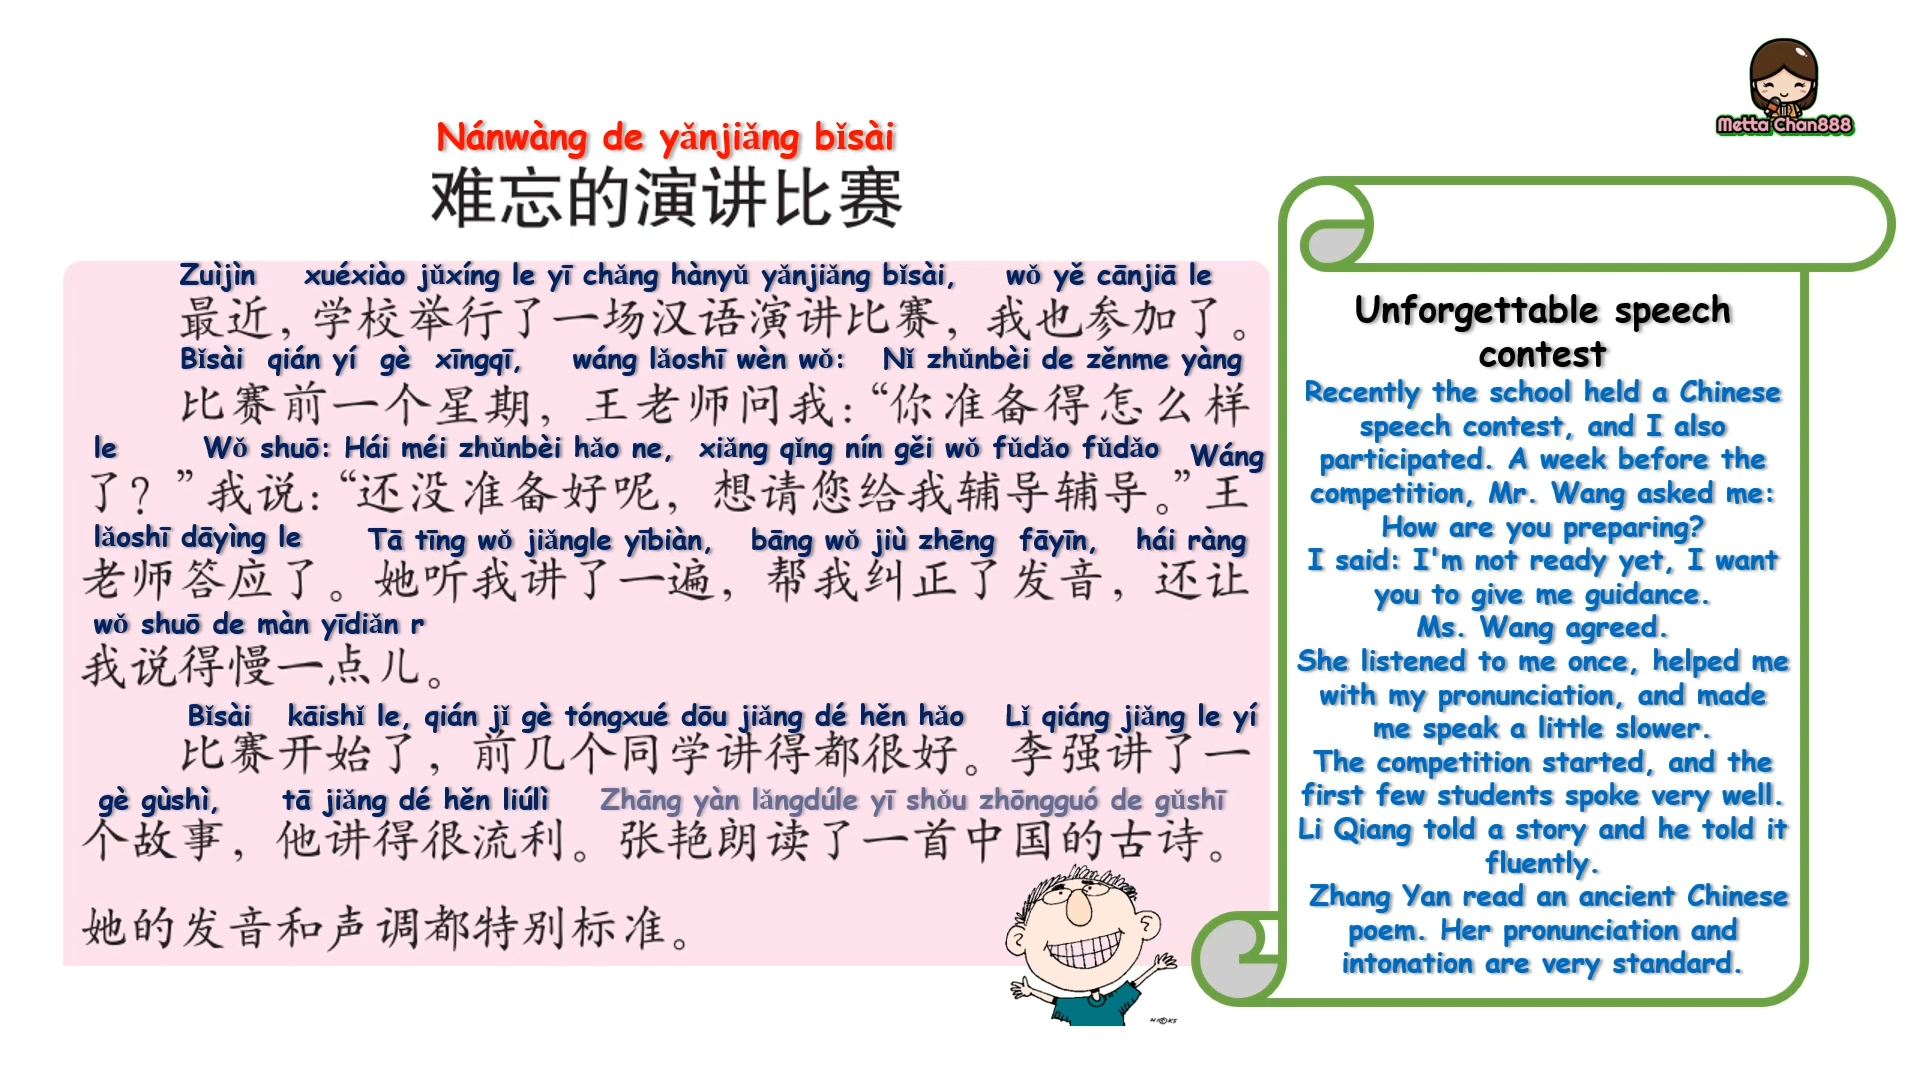 Metta Chan888
Nánwàng de yǎnjiǎng bǐsài
难忘的演讲比赛
Zuìjìn xuéxiào jǔxíng le yī chǎng hànyǔ yǎnjiǎng bǐsài, wǒ yě cānjiā le
最近，学校举行了一场汉语演讲比赛，我也参加了。
Bǐsài qián yí gè xīngqī, wáng lǎoshī wèn wǒ: Nǐ zhǔnbèi de zěnme yàng
比赛前一个星期，王老师问我：“你准备得怎么样
le Wǒ shuō: Hái méi zhǔnbèi hǎo ne, xiǎng qǐng nín gěi wǒ fǔdǎo fǔdǎo Wáng
了？”我说：“还没准备好呢，想请您给我辅导辅导。”王
lǎoshī dāyìng le Tā tīng wǒ jiǎngle yībiàn, bāng wǒ jiù zhēng fāyīn, hái ràng
老师答应了。她听我讲了一遍，帮我纠正了发音，还让
wǒ shuō de màn yīdiǎn r
我说得慢一点儿。
Bǐsài kāishǐ le, qián jǐ gè tóngxué dōu jiǎng dé hěn hǎo Lǐ qiáng jiǎng le yí
比赛开始了，前几个同学讲得都很好。李强讲了一
gè gùshì, tā jiǎng dé hěn liúlì Zhāng yàn lǎngdúle yī shǒu zhōngguó de gǔshī
个故事，他讲得很流利。张艳朗读了一首中国的古诗。
她的发音和声调都特别标准。
HICKS
Unforgettable speech
contest
Recently the school held a Chinese
speech contest, and I also
participated. A week before the
competition, Mr. Wang asked me:
How are you preparing?
I said: I'm not ready yet, I want
you to give me guidance.
Ms. Wang agreed.
She listened to me once, helped me
with my pronunciation, and made
me speak a little slower.
The competition started, and the
first few students spoke very well.
Li Qiang told a story and he told it
fluently.
Zhang Yan read an ancient Chinese
poem. Her pronunciation and
intonation are very standard.